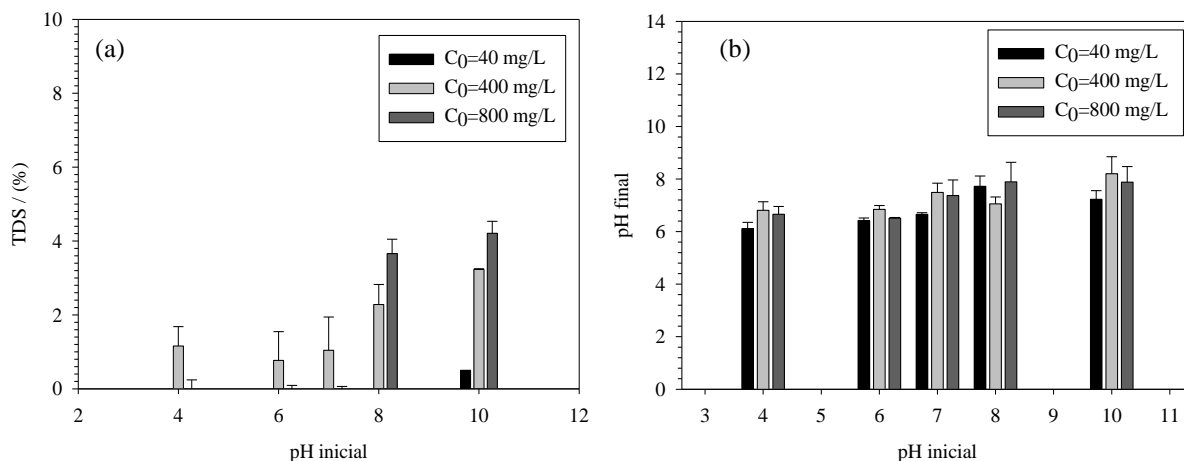 (a)
C0=40 mg/L
C0=400 mg/L
C0=800 mg/L
TDS / (%)
10
8
6
4
2
0
2 4 6 8 10 12
pH inicial
(b)
C0=40 mg/L
C0=400 mg/L
C0=800 mg/L
pH final
14
12
10
8
6
4
2
0
3 4 5 6 7 8 9 10 11
pH inicial